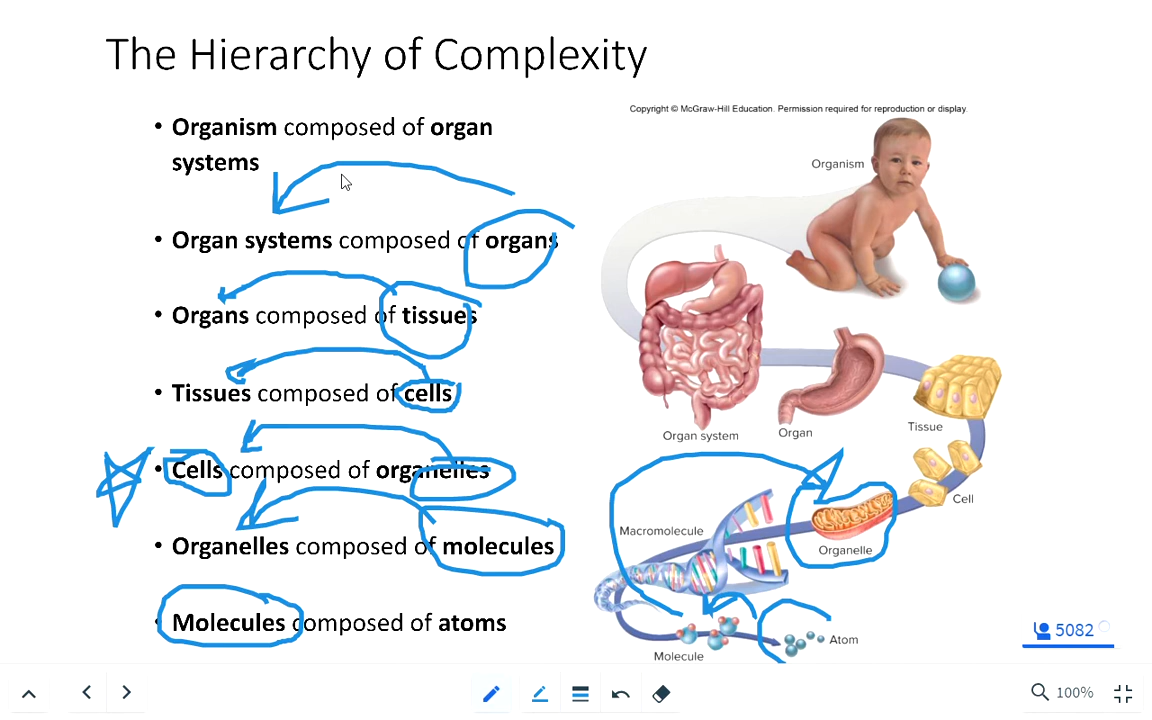 The Hierarchy of Complexity
• Organism composed of organ
systems
• Organ systems composed of organs
• Organs composed of tissues
• Tissues composed of cells
• Cells composed of organelles
• Organelles composed of molecules
• Molecules composed of atoms
Copyright © McGraw-Hill Education. Permission required for reproduction or display.
Organism
Organ system
Organ
Tissue
Cell
Organelle
Macromolecule
Molecule
Atom
5082
100%